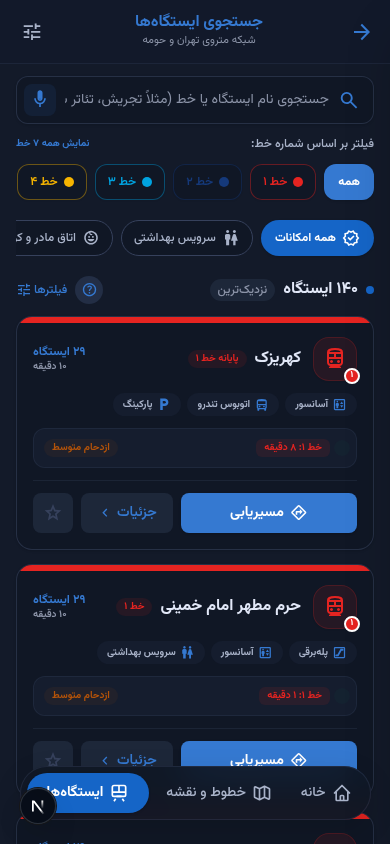 جستجوی ایستگاه‌ها
شبکه متروی تهران و حومه
جستجوی نام ایستگاه یا خط (مثلاً تجریش، تئاتر
فیلتر بر اساس شماره خط:
نمایش همه ۷ خط
همه
خط ۱
خط ۲
خط ۳
خط ۴
همه امکانات
سرویس بهداشتی
اتاق مادر و ک
۱۴۰ ایستگاه
نزدیک‌ترین
فیلترها
کهریزک
پایانه خط ۱
۲۹ ایستگاه
۱۰ دقیقه
۱
آسانسور
اتوبوس تندرو
پارکینگ
خط ۱: ۸ دقیقه
ازدحام متوسط
مسیریابی
جزئیات
حرم مطهر امام خمینی
خط ۱
۲۹ ایستگاه
۱۰ دقیقه
۱
پله‌برقی
آسانسور
سرویس بهداشتی
خط ۱: ۱ دقیقه
ازدحام متوسط
مسیریابی
جزئیات
خانه
خطوط و نقشه
ایستگاه‌ها
N